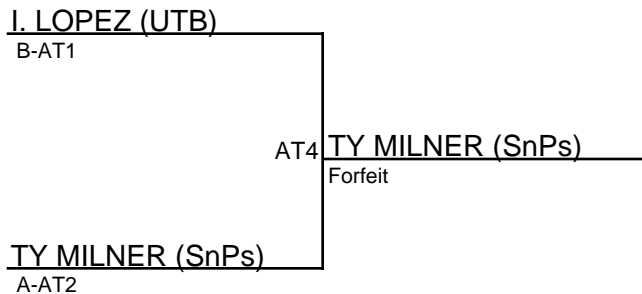 I. LOPEZ (UTB)
B-AT1
AT4 TY MILNER (SnPs)
Forfeit
TY MILNER (SnPs)
A-AT2